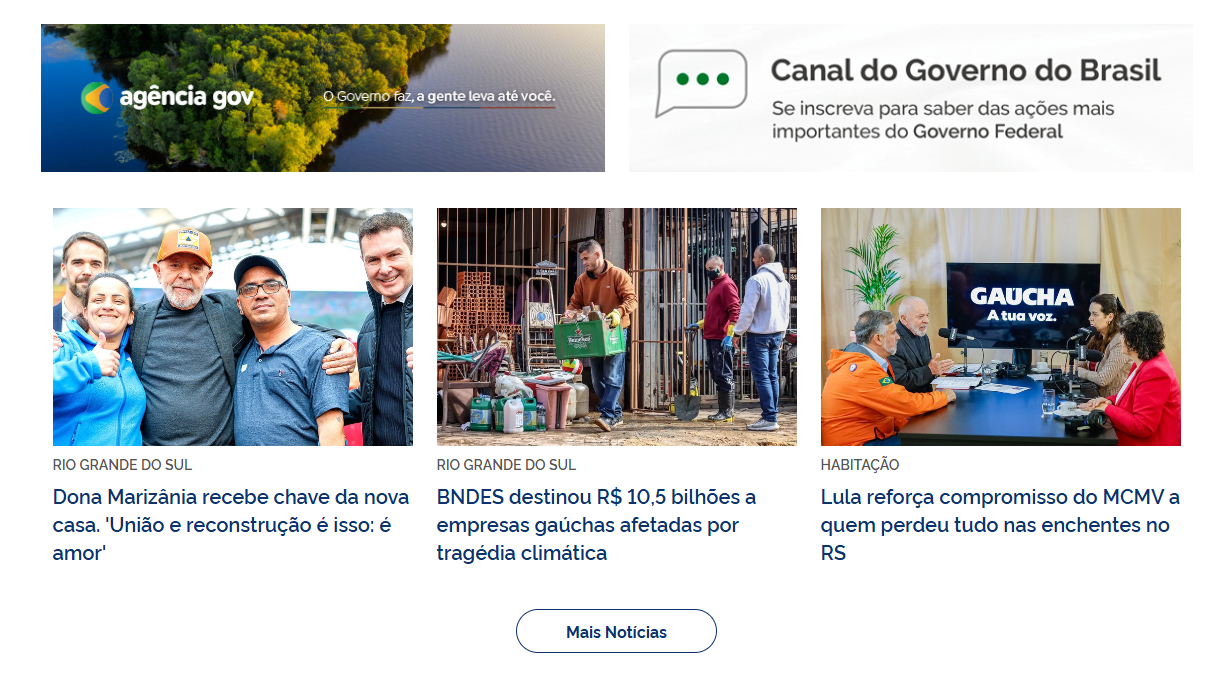 agência gov
O Governo faz, a gente leva até você.
Canal do Governo do Brasil
Se inscreva para saber das ações mais
importantes do Governo Federal
GAÚCHA
A tua voz.
RIO GRANDE DO SUL
Dona Marizânia recebe chave da nova
casa. 'União e reconstrução é isso: é
amor'
RIO GRANDE DO SUL
BNDES destinou R$ 10,5 bilhões a
empresas gaúchas afetadas por
tragédia climática
HABITAÇÃO
Lula reforça compromisso do MCMV a
quem perdeu tudo nas enchentes no
RS
Mais Notícias